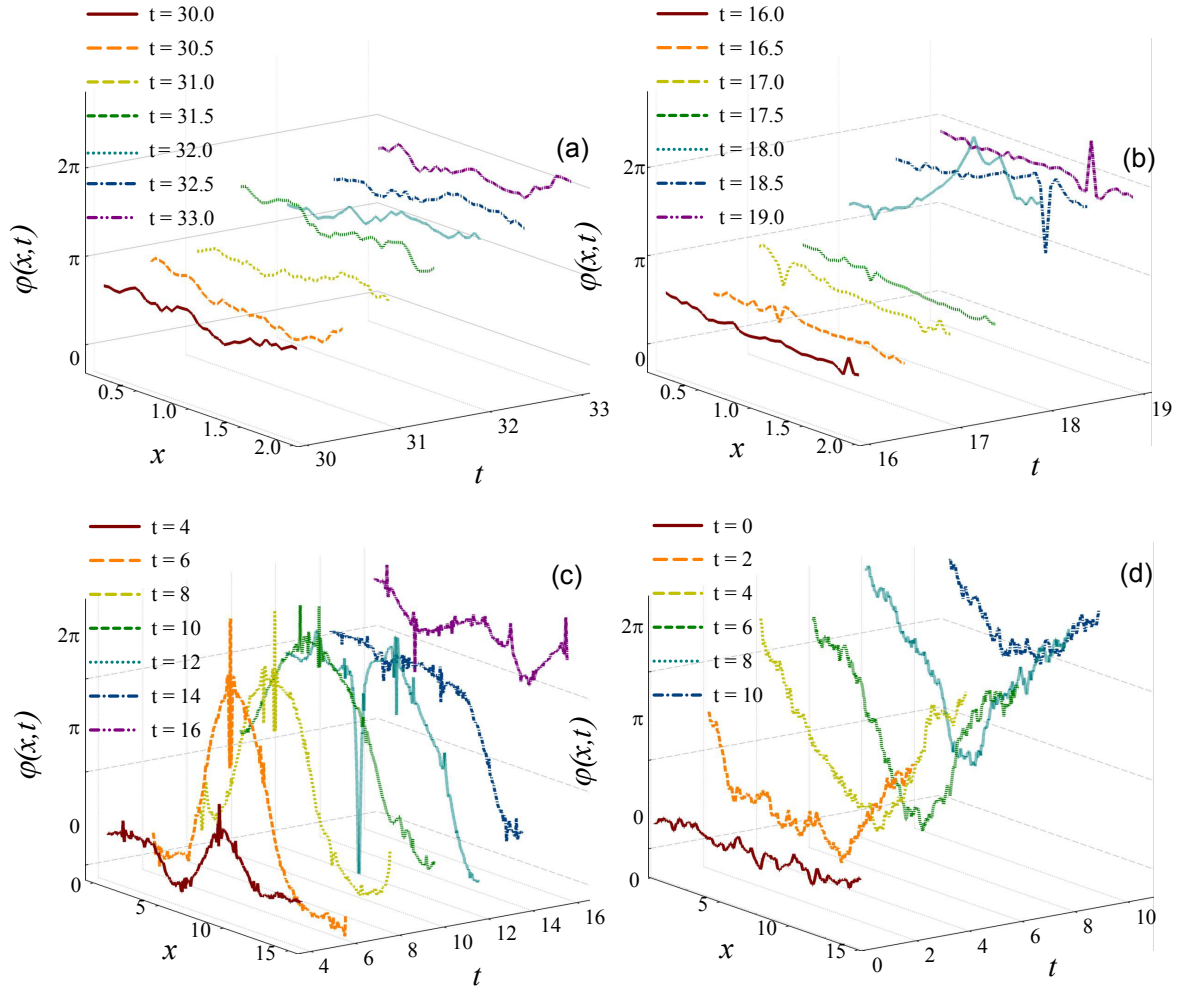 t = 30.0
t = 30.5
t = 31.0
t = 31.5
t = 32.0
t = 32.5
t = 33.0
(a)
φ(x,t)
2π
π
0
0.5
1.0
1.5
2.0
x
30
31
32
33
t
t = 16.0
t = 16.5
t = 17.0
t = 17.5
t = 18.0
t = 18.5
t = 19.0
(b)
φ(x,t)
2π
π
0
0.5
1.0
1.5
2.0
x
16
17
18
19
t
t = 4
t = 6
t = 8
t = 10
t = 12
t = 14
t = 16
(c)
φ(x,t)
2π
π
0
0
5
10
15
x
4
6
8
10
12
14
16
t
t = 0
t = 2
t = 4
t = 6
t = 8
t = 10
(d)
φ(x,t)
2π
π
0
0
5
10
15
x
0
2
4
6
8
10
t